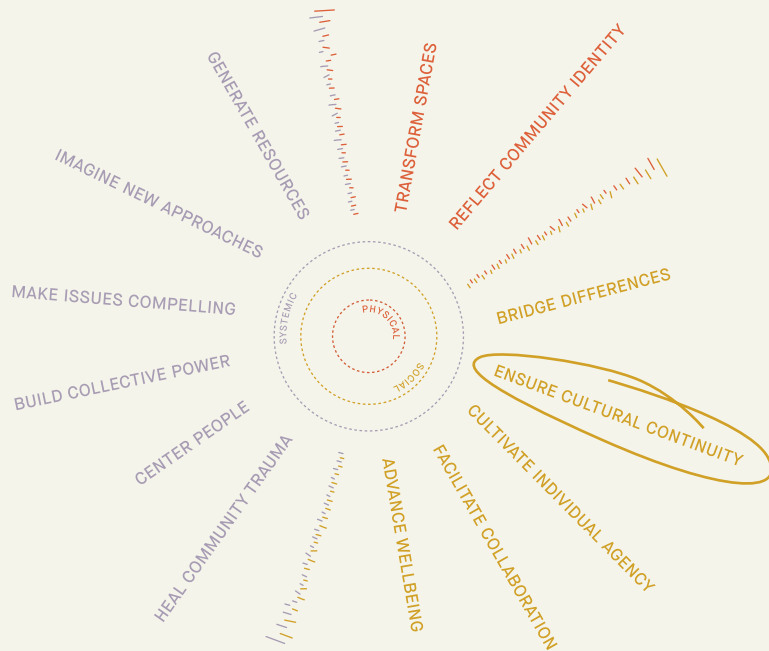 TRANSFORM SPACES
REFLECT COMMUNITY IDENTITY
BRIDGE DIFFERENCES
ENSURE CULTURAL CONTINUITY
CULTIVATE INDIVIDUAL AGENCY
FACILITATE COLLABORATION
ADVANCE WELLBEING
HEAL COMMUNITY TRAUMA
CENTER PEOPLE
BUILD COLLECTIVE POWER
MAKE ISSUES COMPELLING
IMAGINE NEW APPROACHES
GENERATE RESOURCES
SYSTEMIC
PHYSICAL
SOCIAL